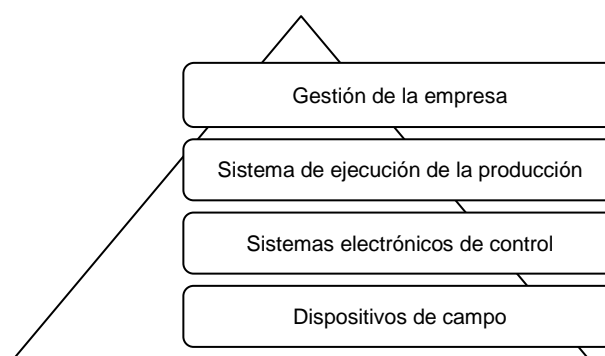 Gestión de la empresa
Sistema de ejecución de la producción
Sistemas electrónicos de control
Dispositivos de campo